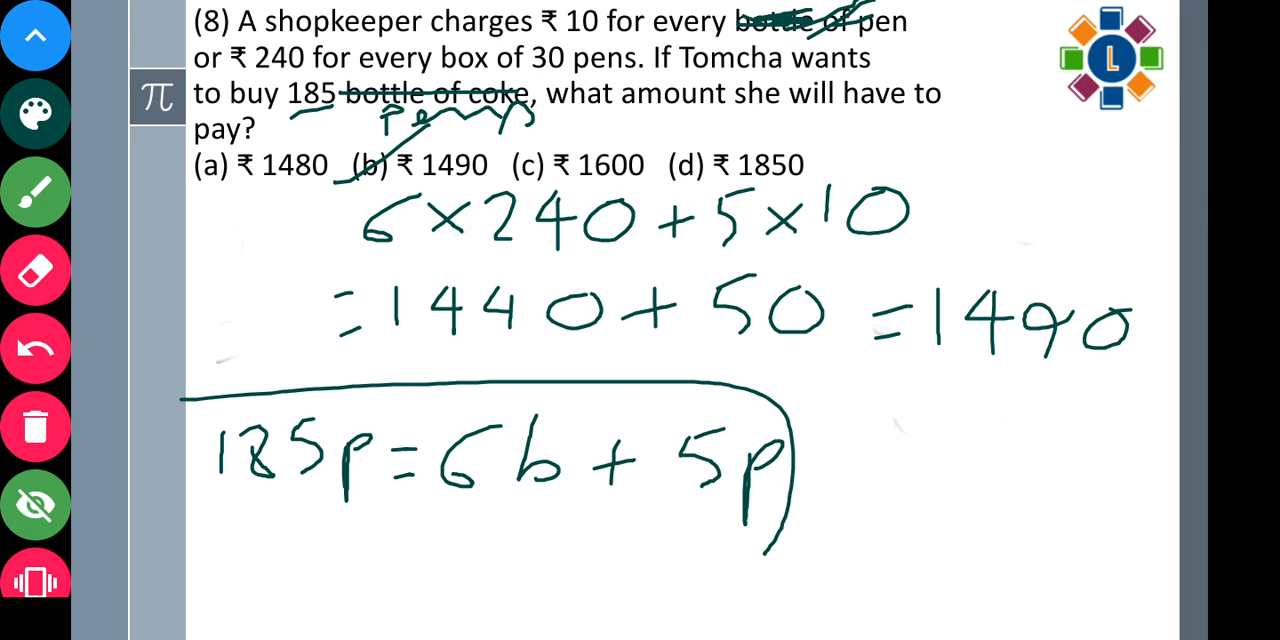 (8) A shopkeeper charges ₹ 10 for every bottle of pen
or ₹ 240 for every box of 30 pens. If Tomcha wants
to buy 185 bottle of coke, what amount she will have to
pens
pay?
(a) ₹ 1480 (b) ₹ 1490 (c) ₹ 1600 (d) ₹ 1850
6 × 240 + 5 × 10
= 1440 + 50 = 1490
185p = 6b + 5p
π
L